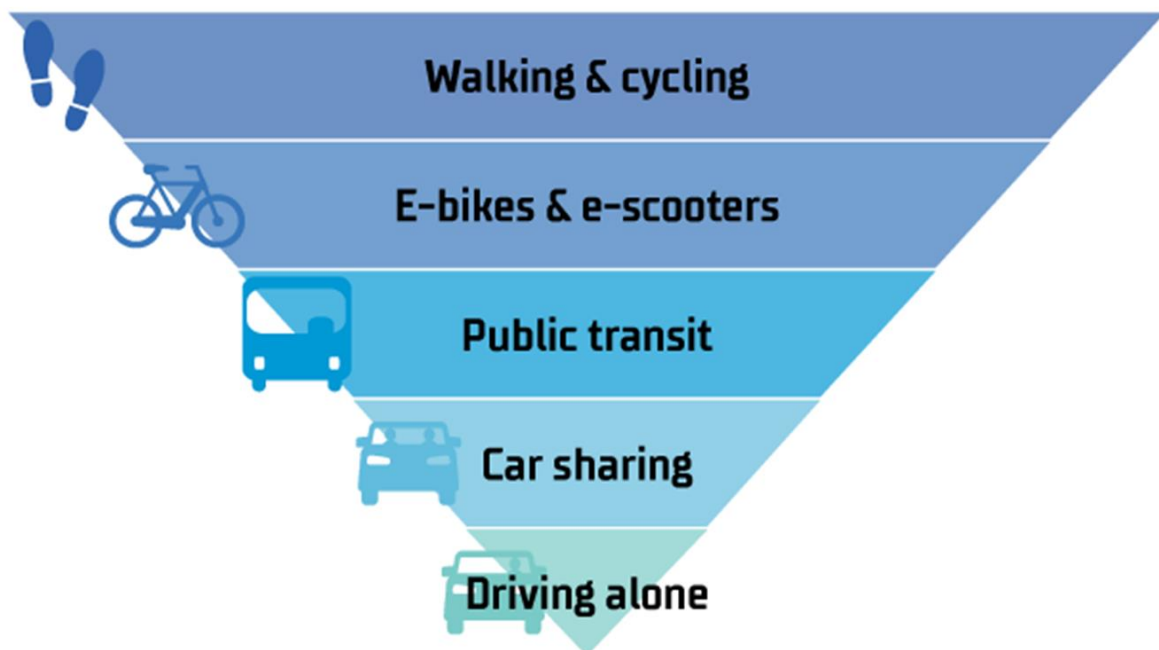 Walking & cycling
E-bikes & e-scooters
Public transit
Car sharing
Driving alone